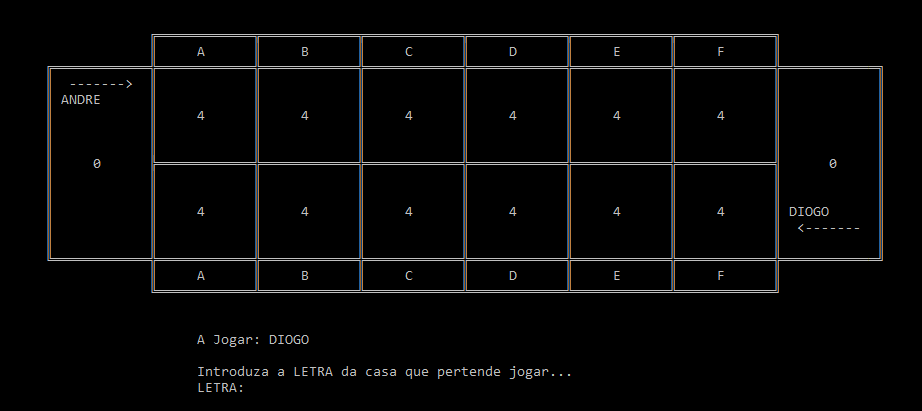 A B C D E F
------->
ANDRE
4 4 4 4 4 4
0 0
4 4 4 4 4 4
DIOGO
<-------
A B C D E F
A Jogar: DIOGO
Introduza a LETRA da casa que pertende jogar...
LETRA: